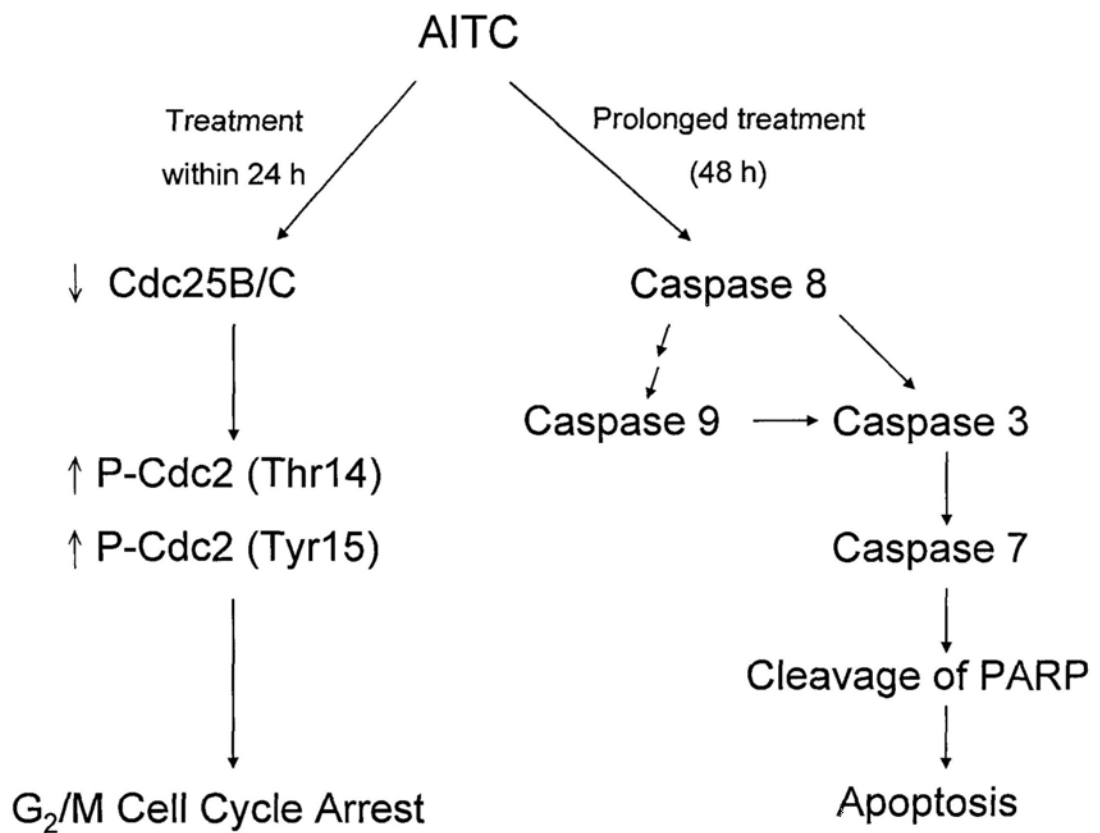 AITC
Treatment
within 24 h
Prolonged treatment
(48 h)
↓ Cdc25B/C
Caspase 8
Caspase 9
Caspase 3
↑ P-Cdc2 (Thr14)
↑ P-Cdc2 (Tyr15)
Caspase 7
Cleavage of PARP
G₂/M Cell Cycle Arrest
Apoptosis